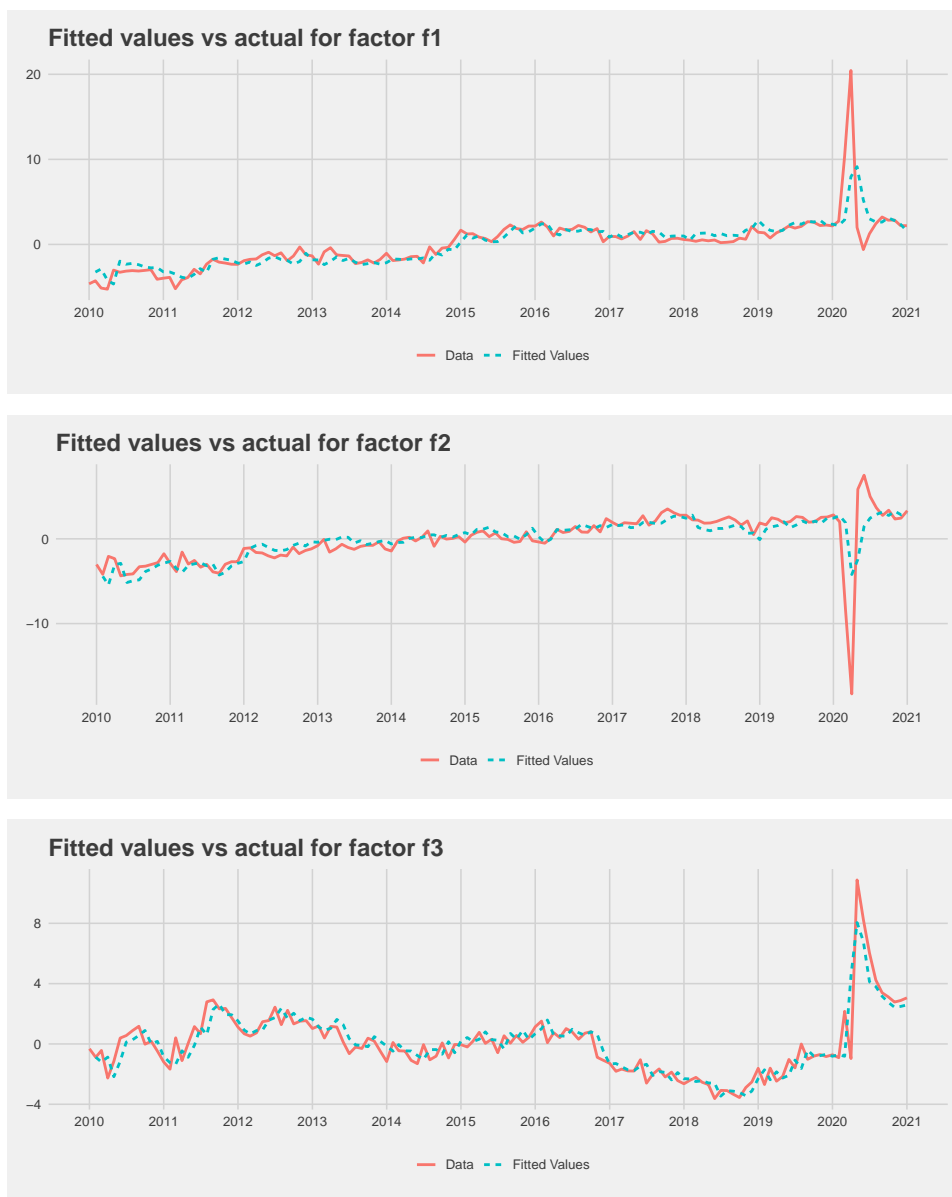 Fitted values vs actual for factor f1
20
10
0
2010 2011 2012 2013 2014 2015 2016 2017 2018 2019 2020 2021
Data Fitted Values
Fitted values vs actual for factor f2
0
−10
2010 2011 2012 2013 2014 2015 2016 2017 2018 2019 2020 2021
Data Fitted Values
Fitted values vs actual for factor f3
8
4
0
−4
2010 2011 2012 2013 2014 2015 2016 2017 2018 2019 2020 2021
Data Fitted Values